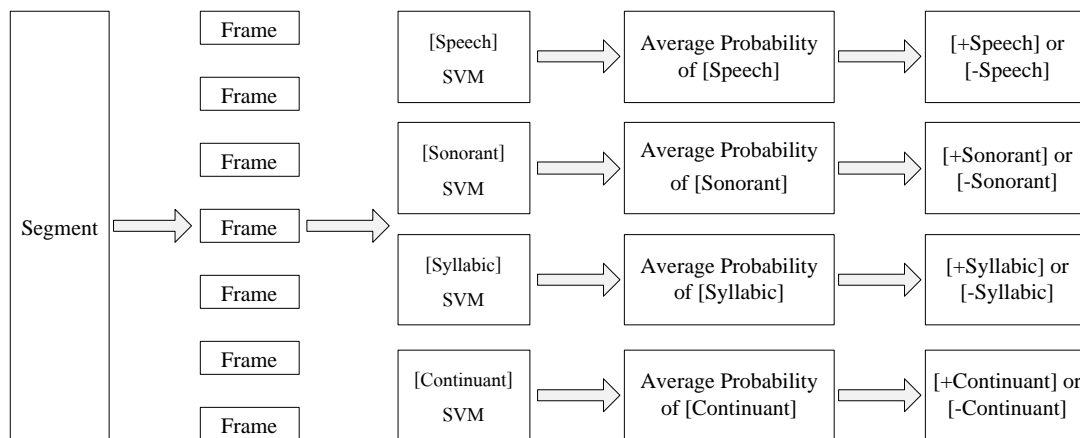 Segment
Frame
Frame
Frame
Frame
Frame
Frame
Frame
[Speech]
SVM
[Sonorant]
SVM
[Syllabic]
SVM
[Continuant]
SVM
Average Probability
of [Speech]
Average Probability
of [Sonorant]
Average Probability
of [Syllabic]
Average Probability
of [Continuant]
[+Speech] or
[-Speech]
[+Sonorant] or
[-Sonorant]
[+Syllabic] or
[-Syllabic]
[+Continuant] or
[-Continuant]